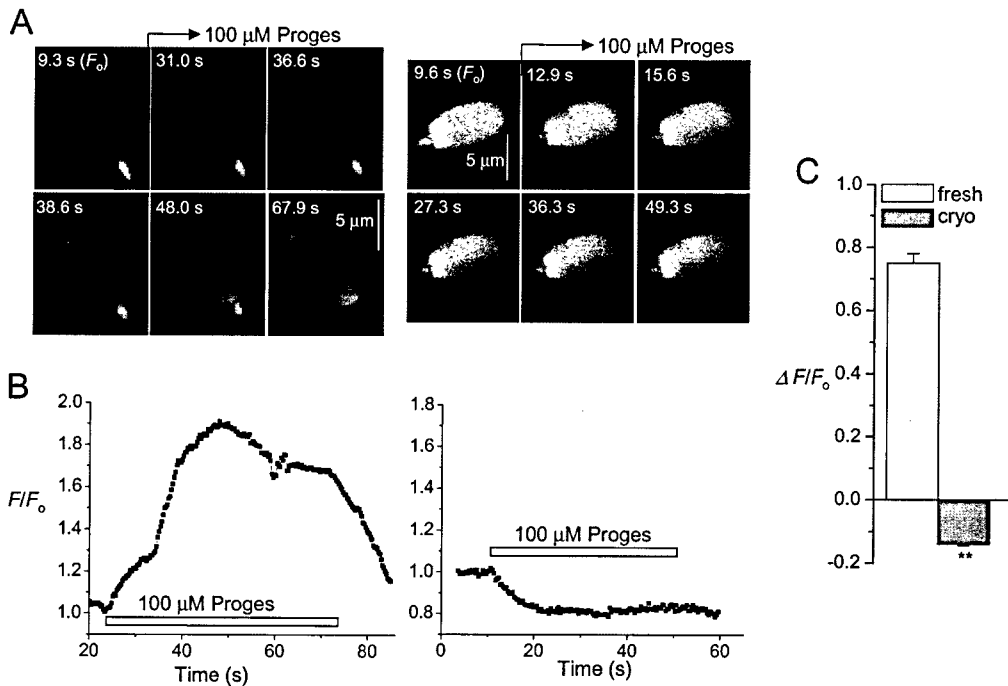 A
100 µM Proges
9.3 s (Fo) 31.0 s 36.6 s
38.6 s 48.0 s 67.9 s
5 µm
100 µM Proges
9.6 s (Fo) 12.9 s 15.6 s
5 µm
27.3 s 36.3 s 49.3 s
B
F/Fo
2.0
1.8
1.6
1.4
1.2
1.0
100 µM Proges
20 40 60 80
Time (s)
1.8
1.6
1.4
1.2
1.0
0.8
100 µM Proges
0 20 40 60
Time (s)
C
Δ F/Fo
1.0
0.8
0.6
0.4
0.2
0.0
-0.2
fresh
cryo
**